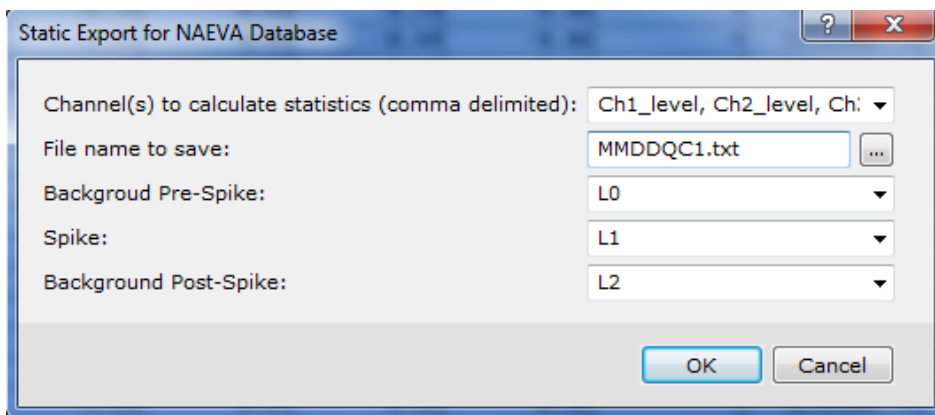 Static Export for NAEVA Database
?
X
Channel(s) to calculate statistics (comma delimited): Ch1_level, Ch2_level, Ch
File name to save: MMDDQC1.txt ...
Backgroud Pre-Spike: L0
Spike: L1
Background Post-Spike: L2
OK Cancel